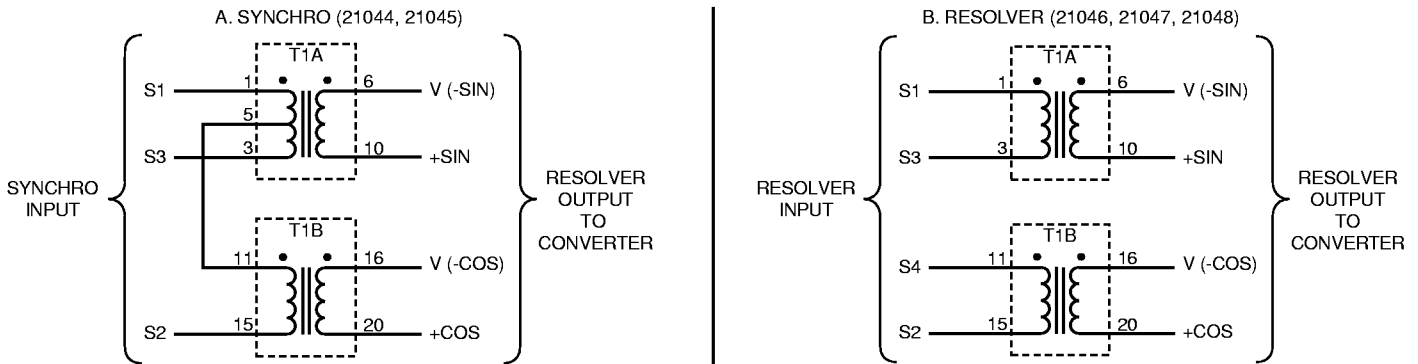 A. SYNCHRO (21044, 21045)
T1A
S1
1
6
V (-SIN)
5
S3
3
10
+SIN
SYNCHRO
INPUT
RESOLVER
OUTPUT
TO
CONVERTER
T1B
11
16
V (-COS)
S2
15
20
+COS
B. RESOLVER (21046, 21047, 21048)
T1A
S1
1
6
V (-SIN)
S3
3
10
+SIN
RESOLVER
INPUT
RESOLVER
OUTPUT
TO
CONVERTER
T1B
S4
11
16
V (-COS)
S2
15
20
+COS